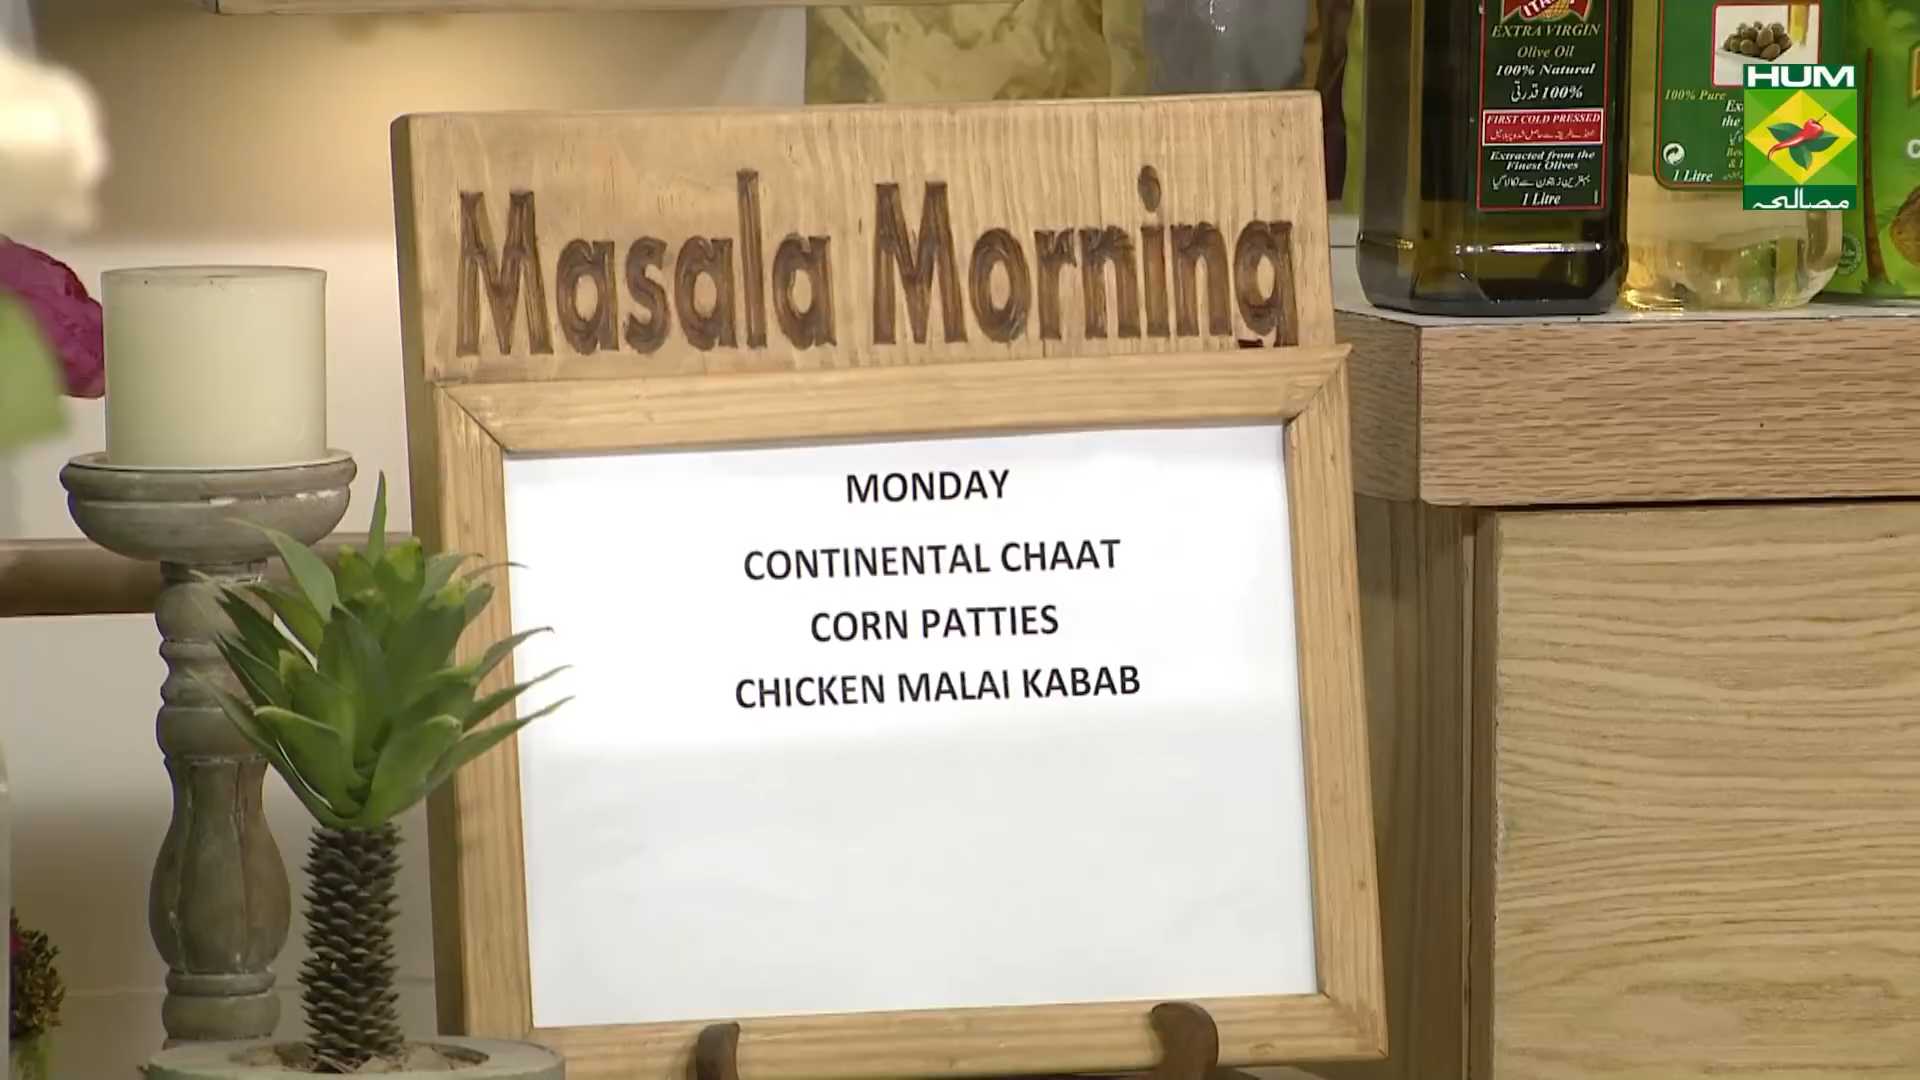 Masala Morning
MONDAY
CONTINENTAL CHAAT
CORN PATTIES
CHICKEN MALAI KABAB
EXTRA VIRGIN
Olive Oil
100% Natural
100% قدرتی
FIRST COLD PRESSED
Extracted from the
Finest Olives
1 Litre
100% Pure
the
1 Litre
HUM
مصالحہ